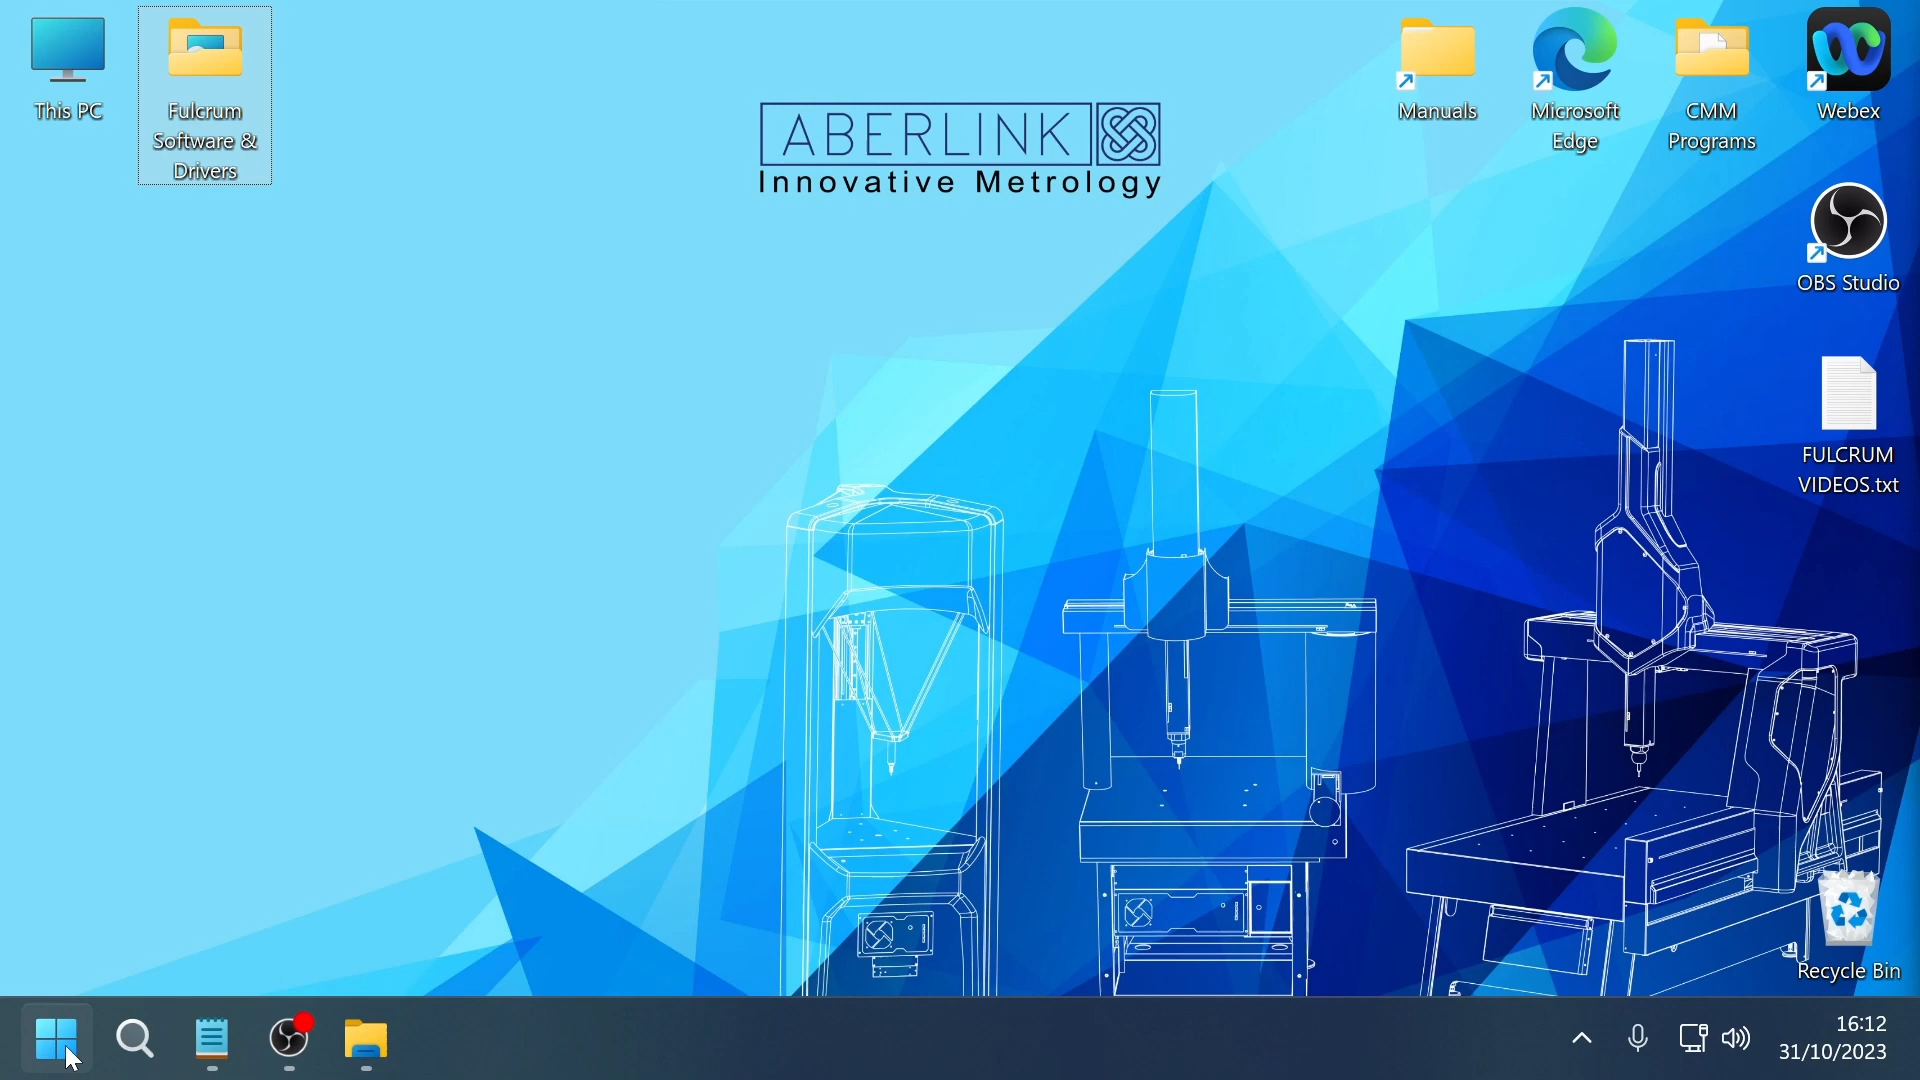 This PC
Fulcrum
Software &
Drivers
ABERLINK
Innovative Metrology
Manuals
Microsoft
Edge
CMM
Programs
Webex
OBS Studio
FULCRUM
VIDEOS.txt
Recycle Bin
16:12
31/10/2023